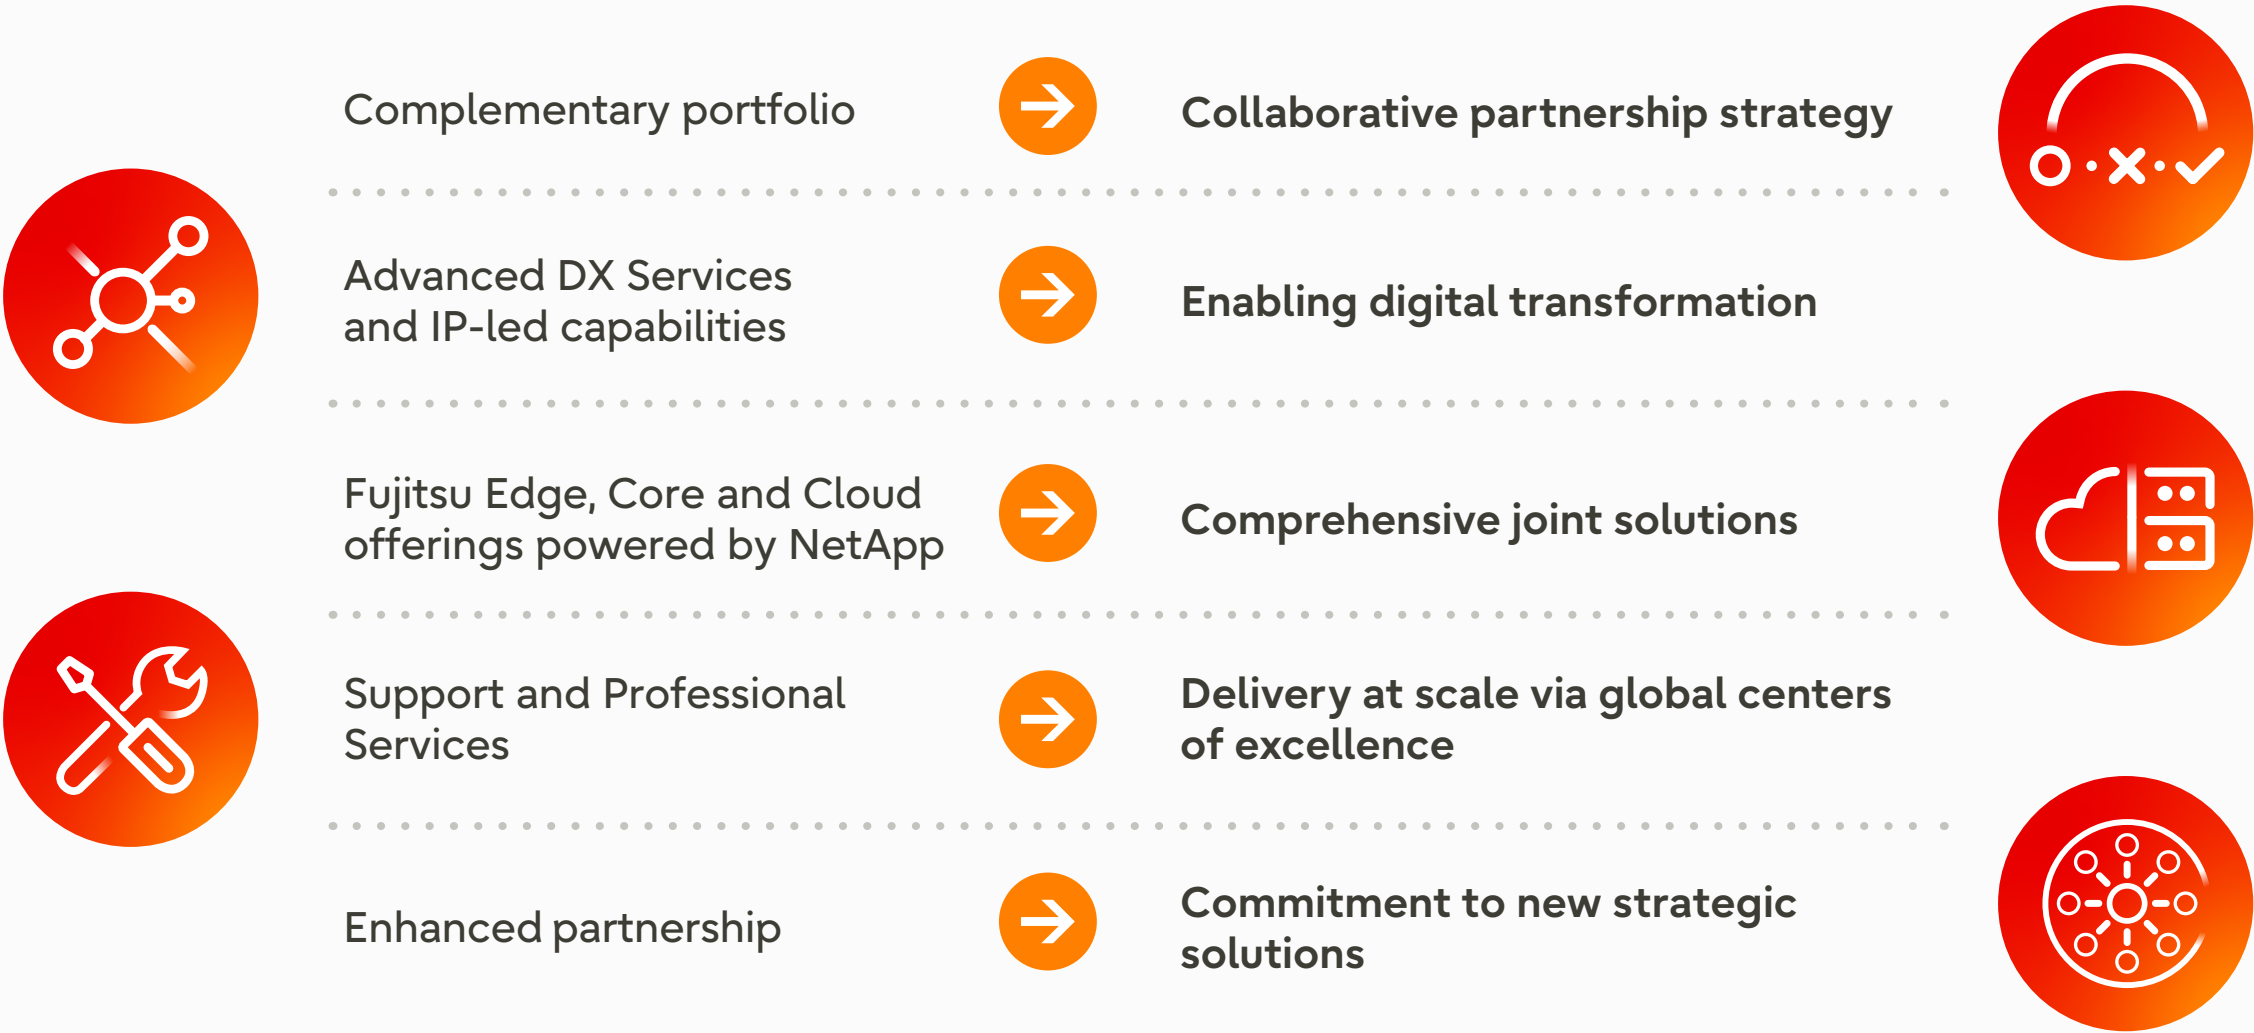 Complementary portfolio
Collaborative partnership strategy
Advanced DX Services
and IP-led capabilities
Enabling digital transformation
Fujitsu Edge, Core and Cloud
offerings powered by NetApp
Comprehensive joint solutions
Support and Professional
Services
Delivery at scale via global centers
of excellence
Enhanced partnership
Commitment to new strategic
solutions